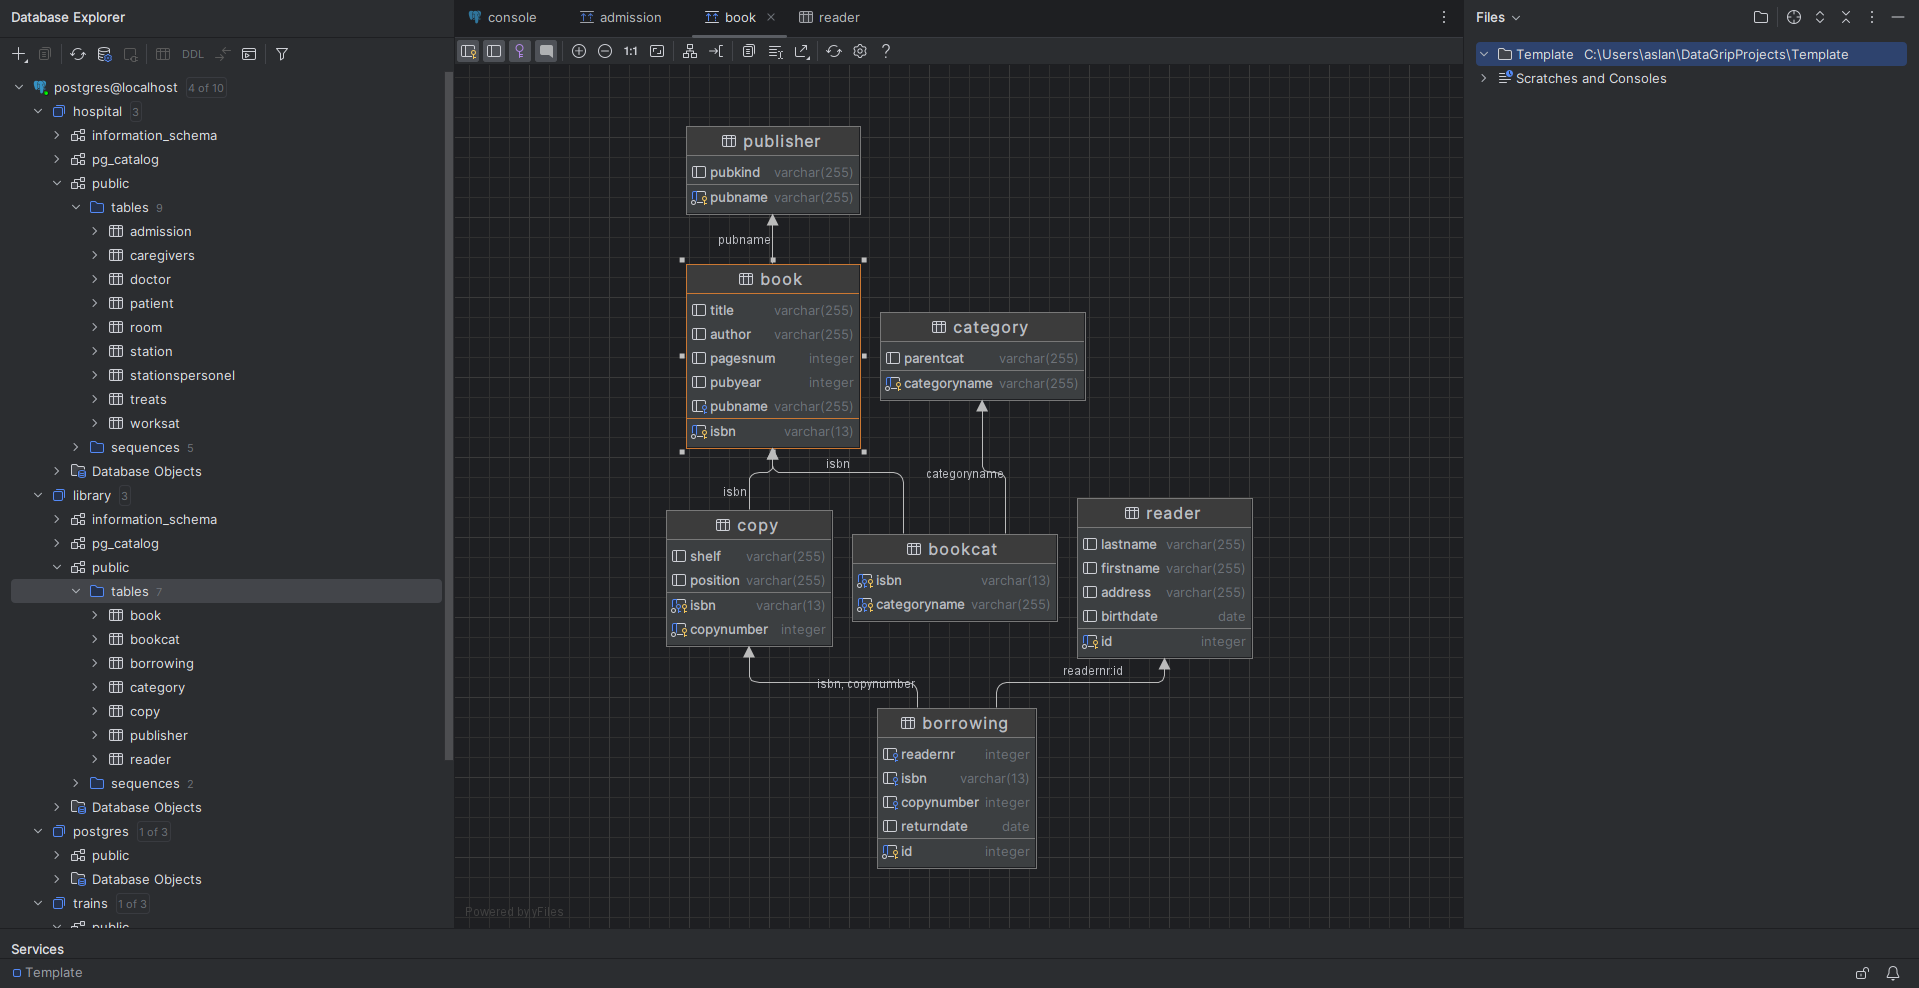 Database Explorer
DDL
postgres@localhost 4 of 10
hospital 3
information_schema
pg_catalog
public
tables 9
admission
caregivers
doctor
patient
room
station
stationspersonel
treats
worksat
sequences 5
Database Objects
library 3
information_schema
pg_catalog
public
tables 7
book
bookcat
borrowing
category
copy
publisher
reader
sequences 2
Database Objects
postgres 1 of 3
public
Database Objects
trains 1 of 3
public
console admission book reader
1:1
publisher
pubkind varchar(255)
pubname varchar(255)
pubname
book
title varchar(255)
author varchar(255)
pagesnum integer
pubyear integer
pubname varchar(255)
isbn varchar(13)
category
parentcat varchar(255)
categoryname varchar(255)
isbn
categoryname
isbn
copy
shelf varchar(255)
position varchar(255)
isbn varchar(13)
copynumber integer
bookcat
isbn varchar(13)
categoryname varchar(255)
reader
lastname varchar(255)
firstname varchar(255)
address varchar(255)
birthdate date
id integer
readernr:id
isbn, copynumber
borrowing
readernr integer
isbn varchar(13)
copynumber integer
returndate date
id integer
Powered by yFiles
Files
Template C:\Users\aslan\DataGripProjects\Template
Scratches and Consoles
Services
Template